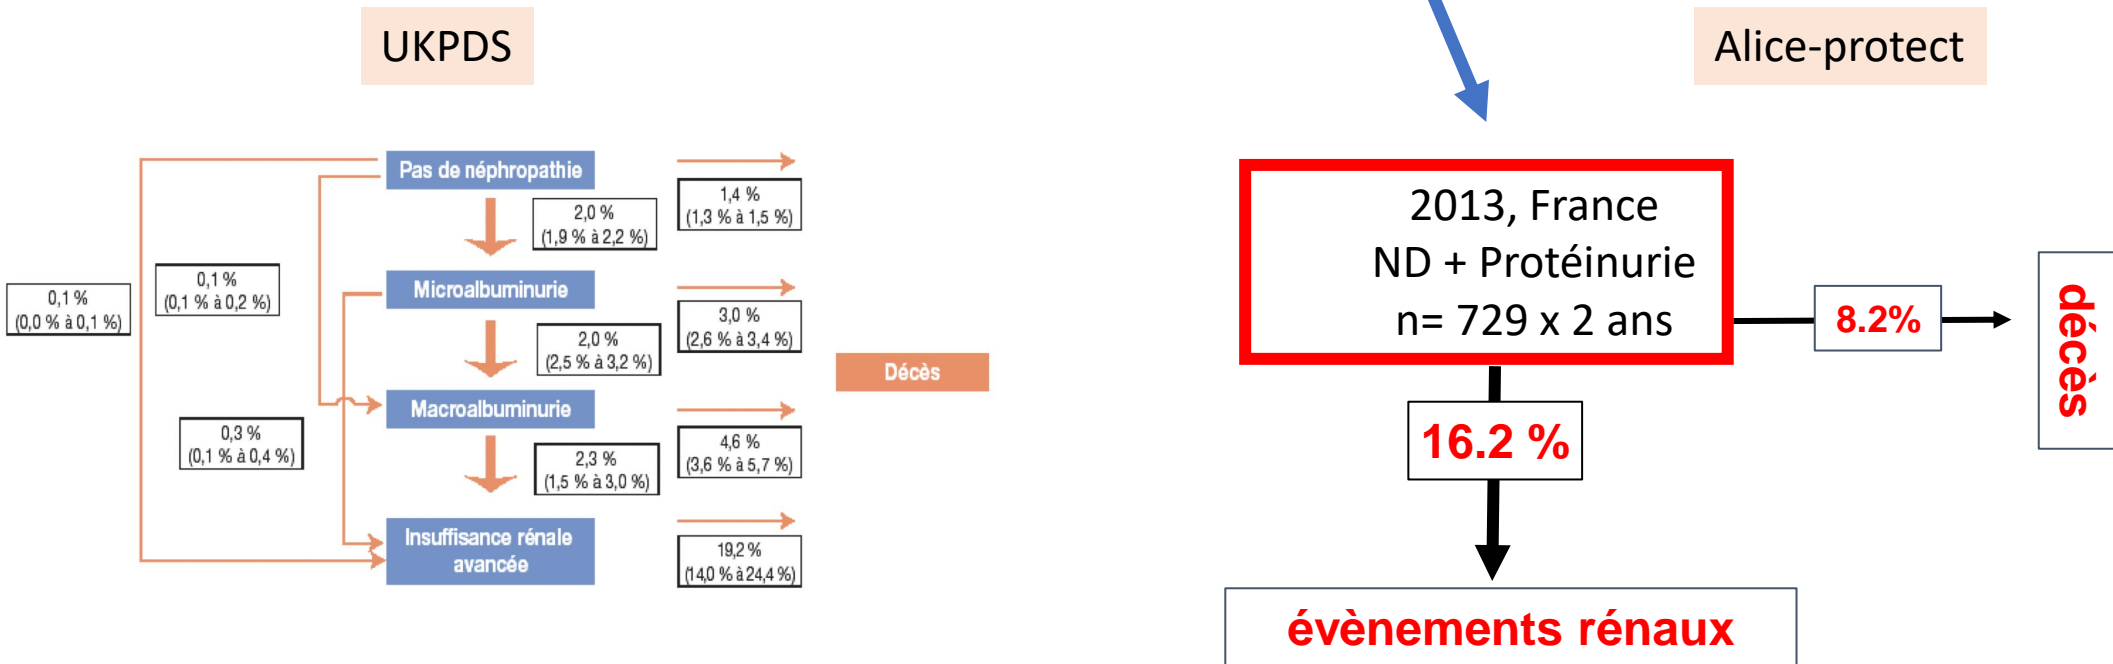 UKPDS
Pas de néphropathie
1,4 %
(1,3 % à 1,5 %)
2,0 %
(1,9 % à 2,2 %)
0,1 %
(0,0 % à 0,1 %)
0,1 %
(0,1 % à 0,2 %)
Microalbuminurie
3,0 %
(2,6 % à 3,4 %)
2,0 %
(2,5 % à 3,2 %)
Décès
Macroalbuminurie
0,3 %
(0,1 % à 0,4 %)
4,6 %
(3,6 % à 5,7 %)
2,3 %
(1,5 % à 3,0 %)
Insuffisance rénale
avancée
19,2 %
(14,0 % à 24,4 %)
Alice-protect
2013, France
ND + Protéinurie
n= 729 x 2 ans
8.2%
décès
16.2 %
évènements rénaux